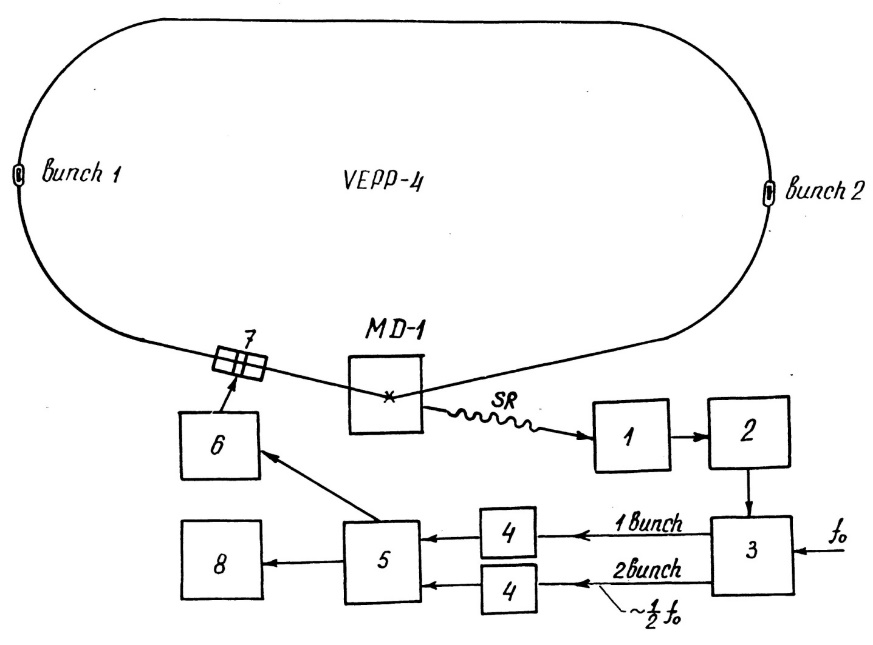 bunch 1
VEPP-4
bunch 2
7
MD-1
SR
6
1
2
8
5
4
1 bunch
3
f₀
4
2 bunch
~½ f₀